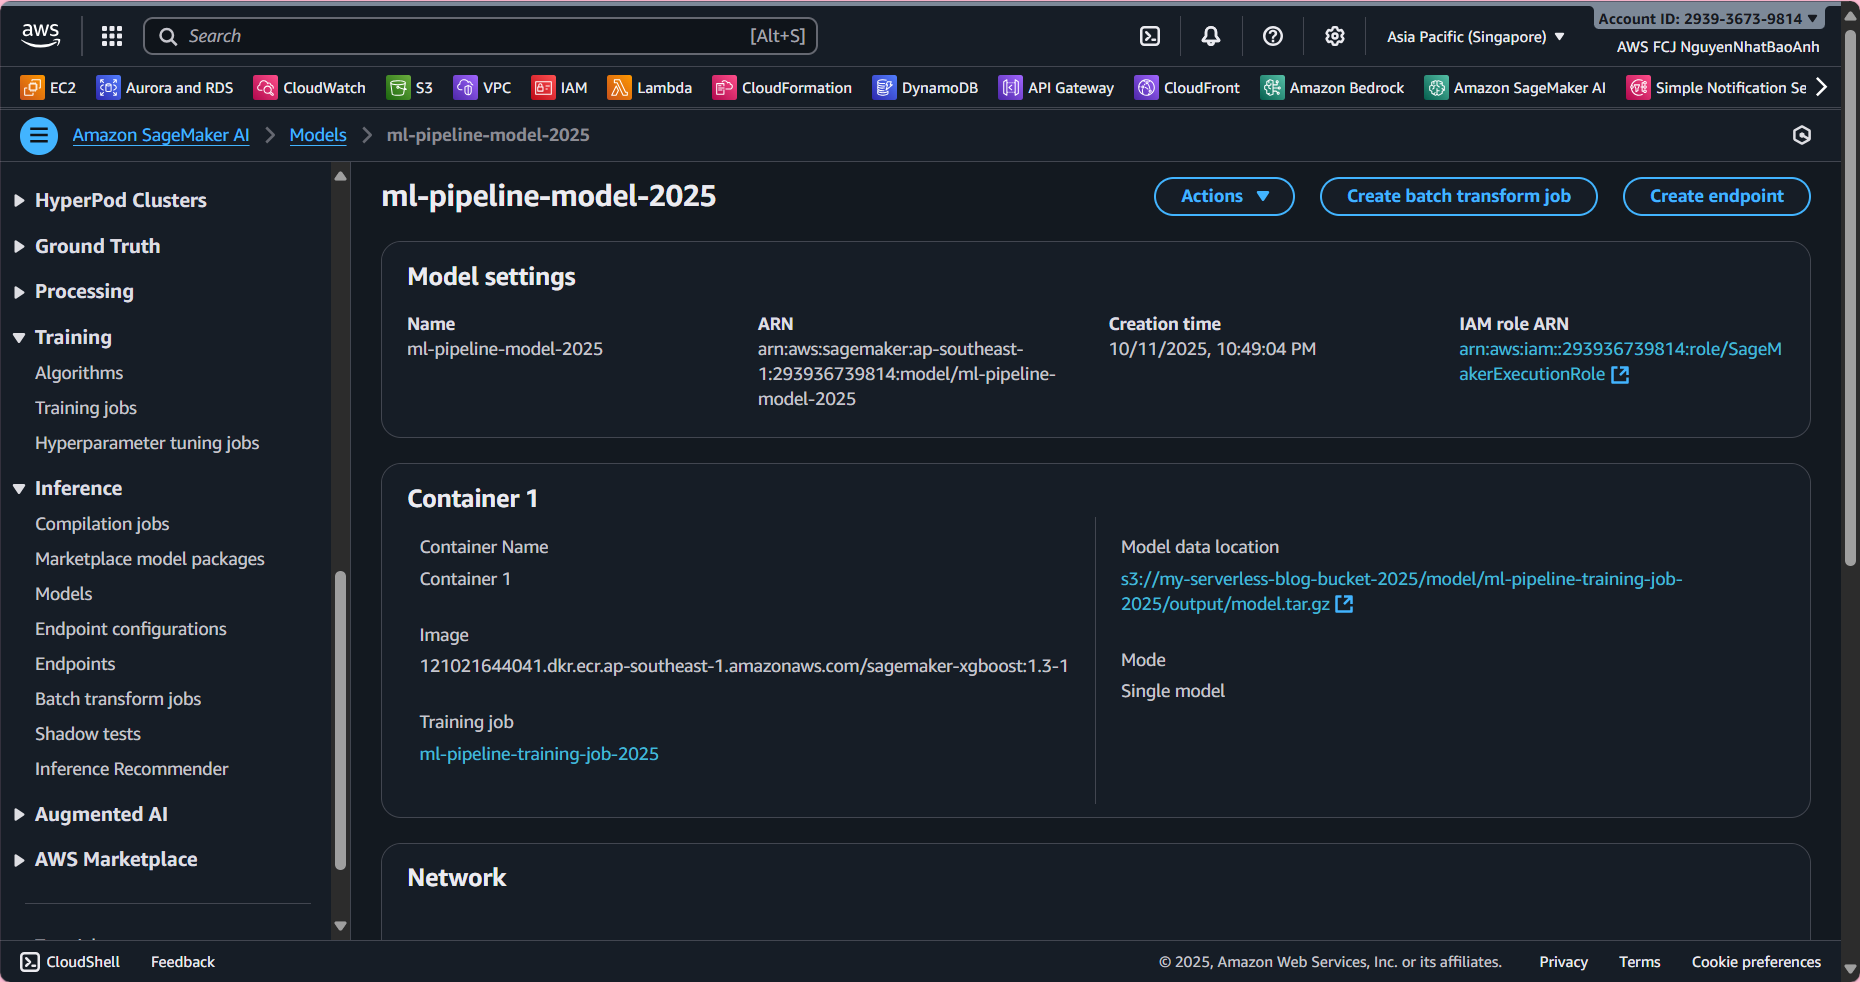 aws
Search
[Alt+S]
Asia Pacific (Singapore)
Account ID: 2939-3673-9814
AWS FCJ NguyenNhatBaoAnh
EC2
Aurora and RDS
CloudWatch
S3
VPC
IAM
Lambda
CloudFormation
DynamoDB
API Gateway
CloudFront
Amazon Bedrock
Amazon SageMaker AI
Simple Notification Se
Amazon SageMaker AI
Models
ml-pipeline-model-2025
HyperPod Clusters
Ground Truth
Processing
Training
Algorithms
Training jobs
Hyperparameter tuning jobs
Inference
Compilation jobs
Marketplace model packages
Models
Endpoint configurations
Endpoints
Batch transform jobs
Shadow tests
Inference Recommender
Augmented AI
AWS Marketplace
ml-pipeline-model-2025
Actions
Create batch transform job
Create endpoint
Model settings
Name
ml-pipeline-model-2025
ARN
arn:aws:sagemaker:ap-southeast-
1:293936739814:model/ml-pipeline-
model-2025
Creation time
10/11/2025, 10:49:04 PM
IAM role ARN
arn:aws:iam::293936739814:role/SageM
akerExecutionRole
Container 1
Container Name
Container 1
Image
121021644041.dkr.ecr.ap-southeast-1.amazonaws.com/sagemaker-xgboost:1.3-1
Training job
ml-pipeline-training-job-2025
Model data location
s3://my-serverless-blog-bucket-2025/model/ml-pipeline-training-job-
2025/output/model.tar.gz
Mode
Single model
Network
CloudShell
Feedback
© 2025, Amazon Web Services, Inc. or its affiliates.
Privacy
Terms
Cookie preferences